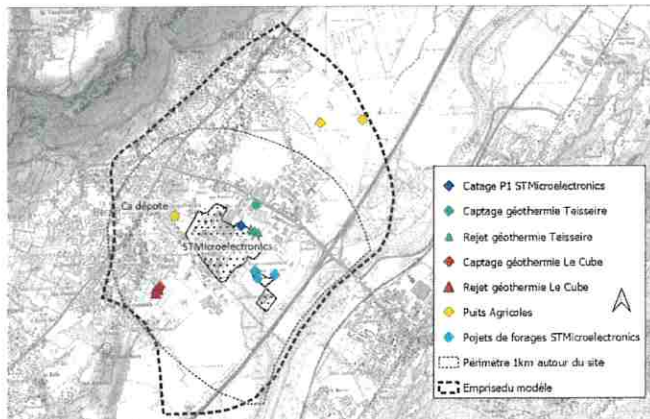 Ca dépote
STMicroelectronics
Catage P1 STMicroelectronics
Captage géothermie Teisseire
Rejet géothermie Teisseire
Captage géothermie Le Cube
Rejet géothermie Le Cube
Puits Agricoles
Pojets de forages STMicroelectronics
Périmètre 1km autour du site
Emprisedu modèle